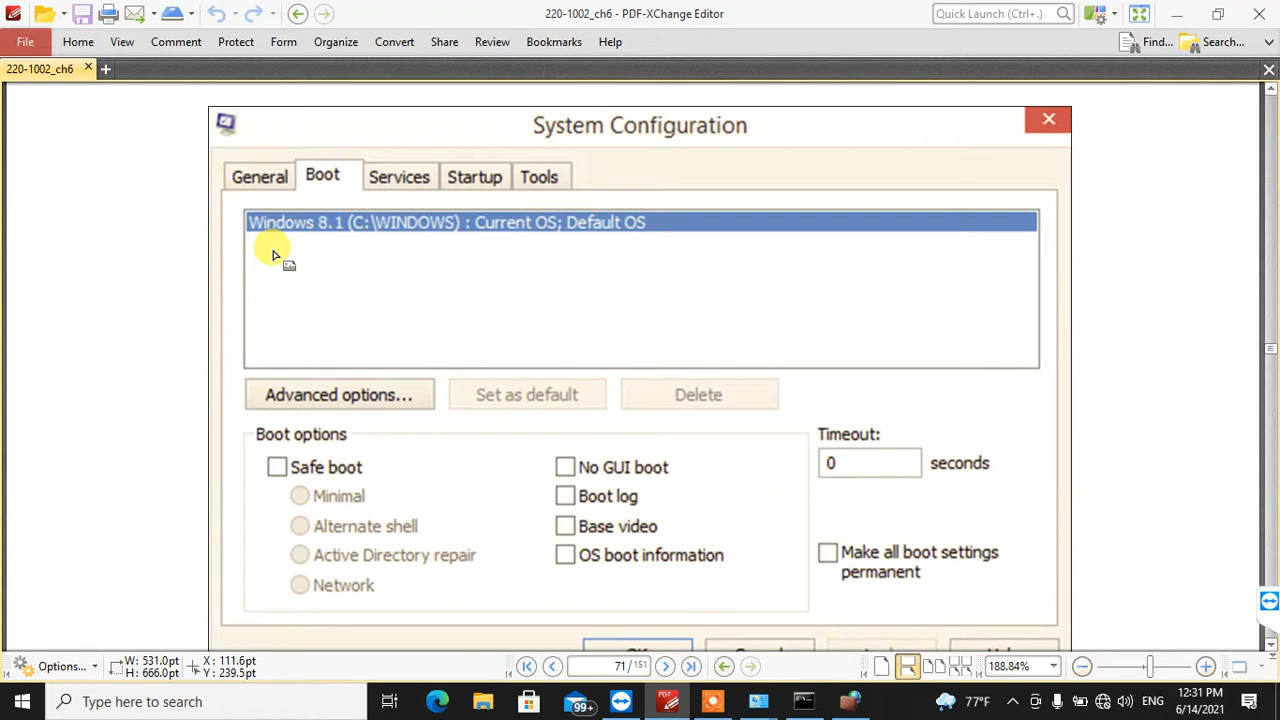 220-1002_ch6 - PDF-XChange Editor
Quick Launch (Ctrl+.)
File Home View Comment Protect Form Organize Convert Share Review Bookmarks Help
Find... Search...
220-1002_ch6
System Configuration
General Boot Services Startup Tools
Windows 8.1 (C:\WINDOWS) : Current OS; Default OS
Advanced options... Set as default Delete
Boot options
Timeout:
Safe boot No GUI boot
0 seconds
Minimal Boot log
Alternate shell Base video
Active Directory repair OS boot information
Make all boot settings
permanent
Network
Options...
W: 531.0pt
H: 666.0pt
X: 111.6pt
Y: 239.5pt
71 / 151
188.84%
Type here to search
PDF
99+
77°F
ENG
12:31 PM
6/14/2021